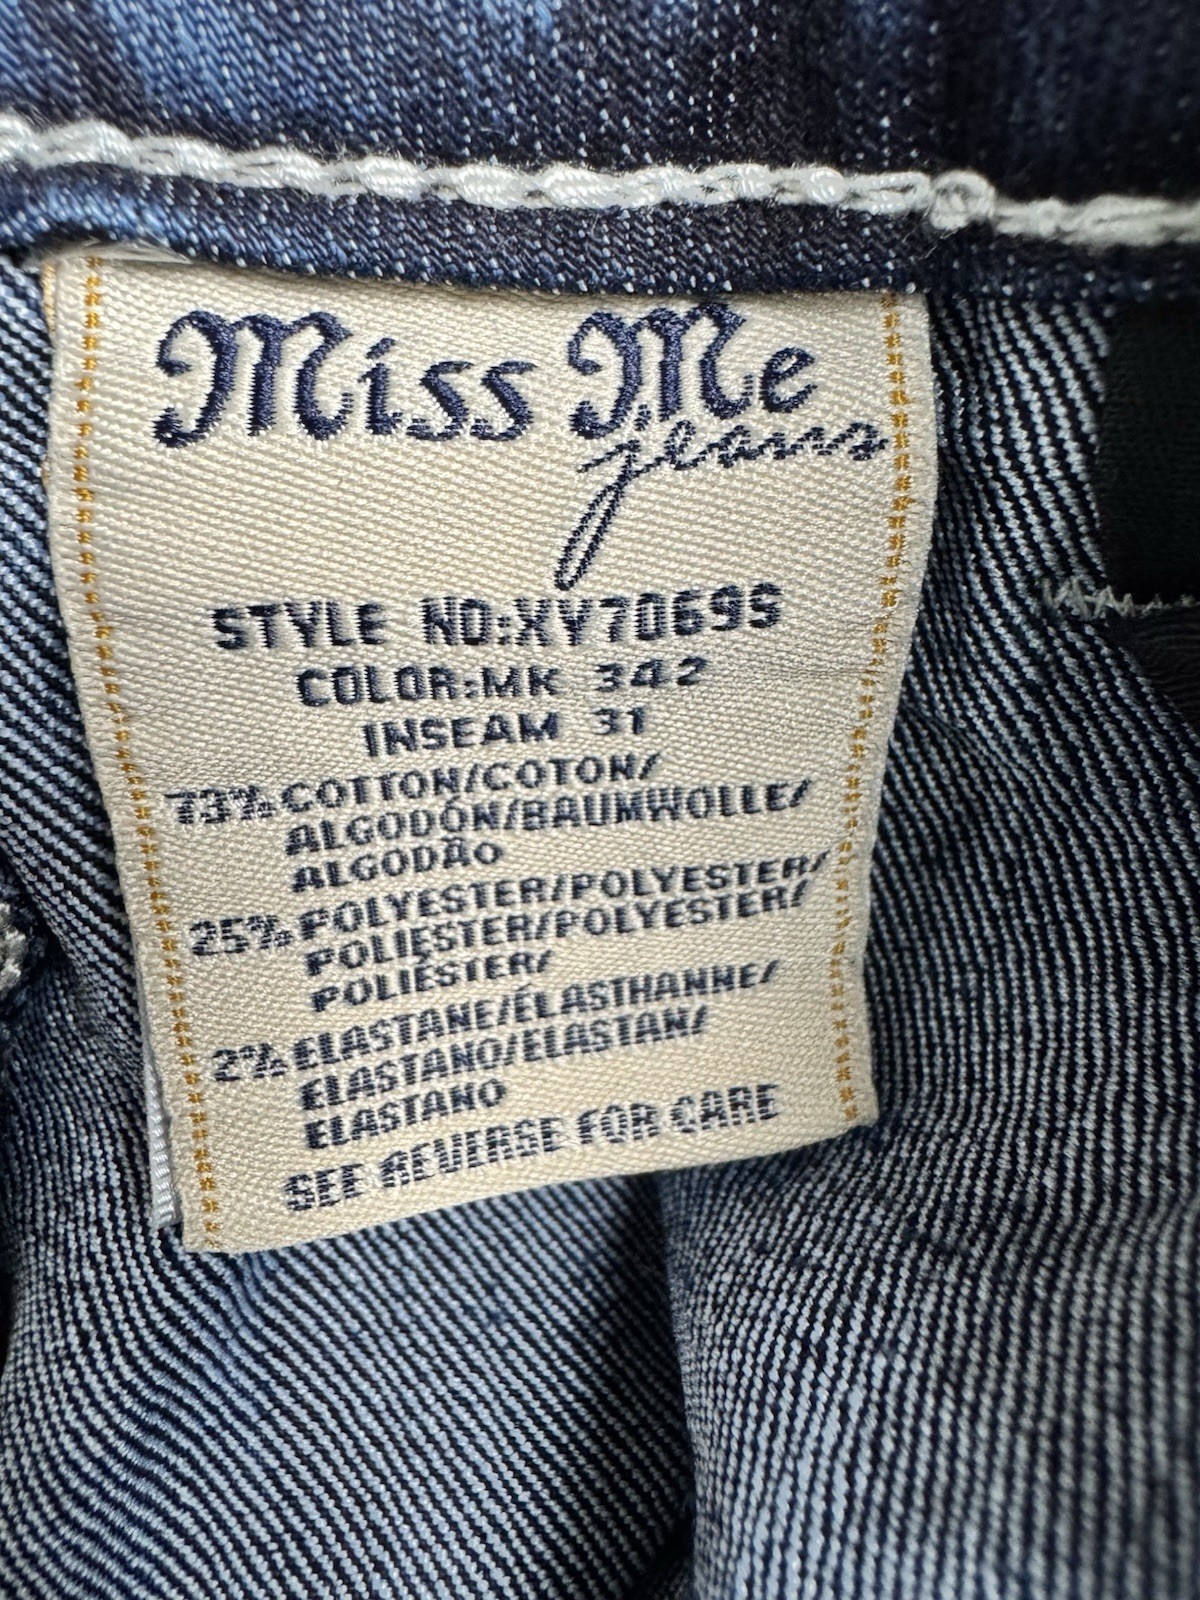 Miss Me
jeans
STYLE NO:XY7069S
COLOR:MK 342
INSEAM 31
73% COTTON/COTON/
ALGODÓN/BAUMWOLLE/
ALGODÃO
25% POLYESTER/POLYESTER/
POLIESTER/POLYESTER/
POLIÉSTER/
2% ELASTANE/ÉLASTHANNE/
ELASTANO/ELASTAN/
ELASTANO
SEE REVERSE FOR CARE